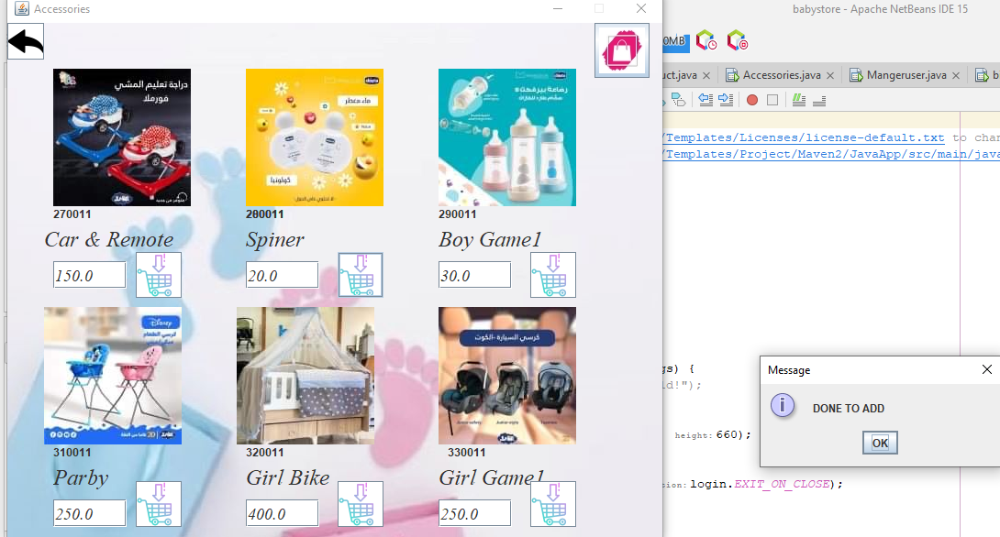 Accessories
babystore - Apache NetBeans IDE 15
0MB
uct.java
Accessories.java
Mangeruser.java
b
/Templates/Licenses/license-default.txt to chan
/Templates/Project/Maven2/JavaApp/src/main/java
دراجة تعليم المشي
فورملا
ماء معطر
كولونيا
chicco
270011
280011
290011
Car & Remote
Spiner
Boy Game1
150.0
20.0
30.0
Disney
كرسي الطعام
كرسي السيارة -الكوت
310011
320011
330011
Parby
Girl Bike
Girl Game1
250.0
400.0
250.0
gs) {
ld!");
height: 660);
sion: login.EXIT_ON_CLOSE);
Message
DONE TO ADD
OK